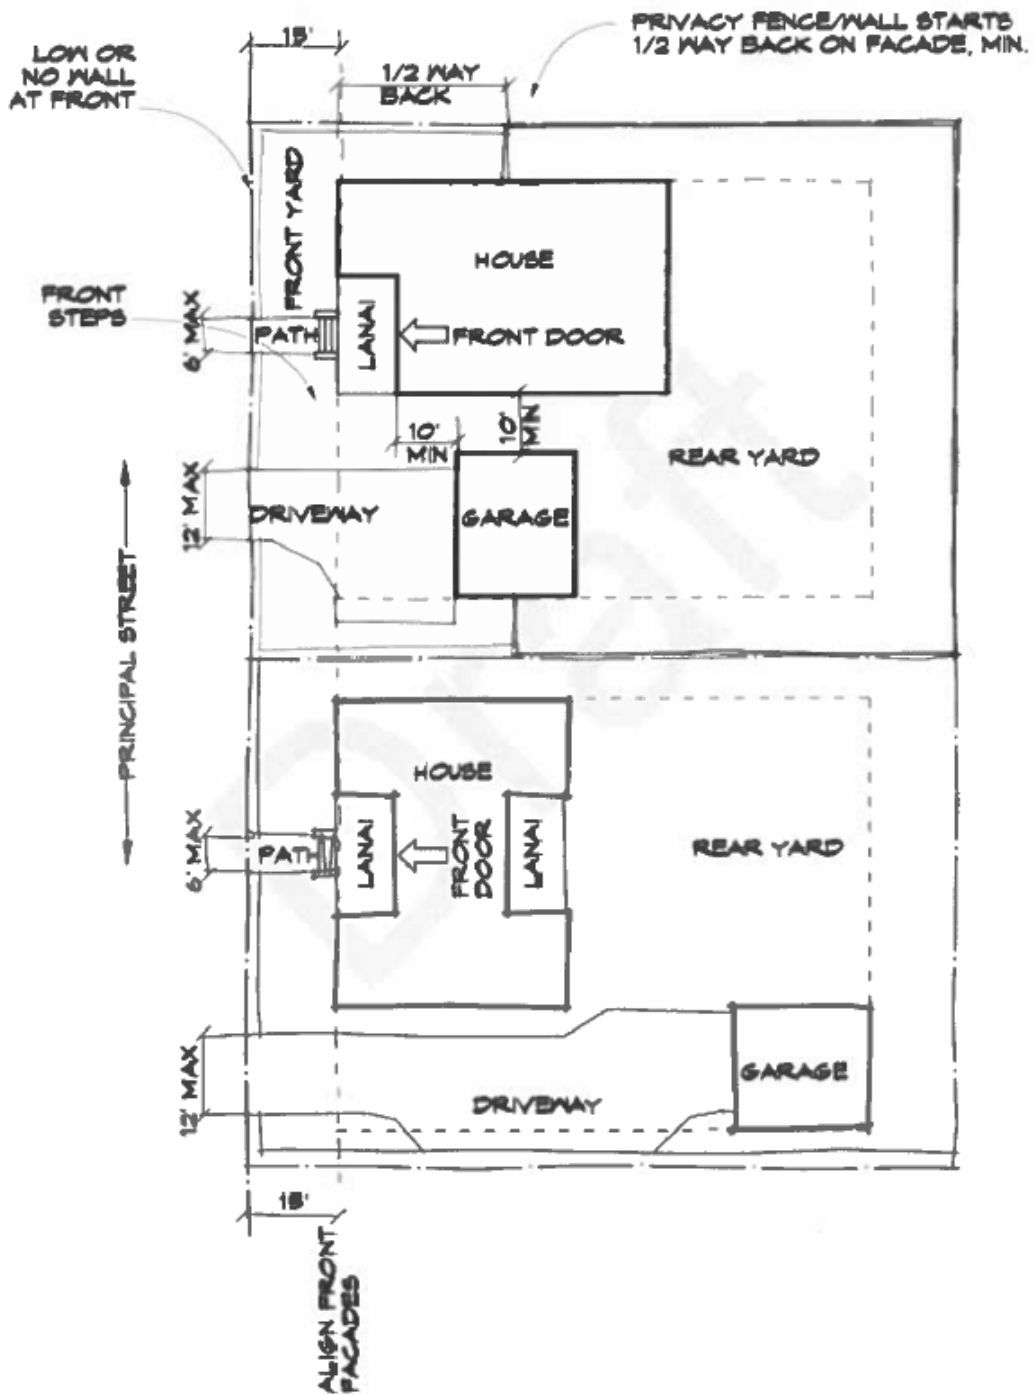 15'
PRIVACY FENCE/WALL STARTS
1/2 WAY BACK ON FACADE, MIN.
LOW OR
NO WALL
AT FRONT
1/2 WAY
BACK
FRONT YARD
HOUSE
FRONT
STEPS
6' MAX
PATH
LANAI
FRONT DOOR
10'
MIN
10'
MIN
REAR YARD
12' MAX
DRIVEWAY
GARAGE
PRINCIPAL STREET
HOUSE
6' MAX
PATH
LANAI
FRONT
DOOR
LANAI
REAR YARD
12' MAX
GARAGE
DRIVEWAY
15'
ALIGN FRONT
FACADES
Draft